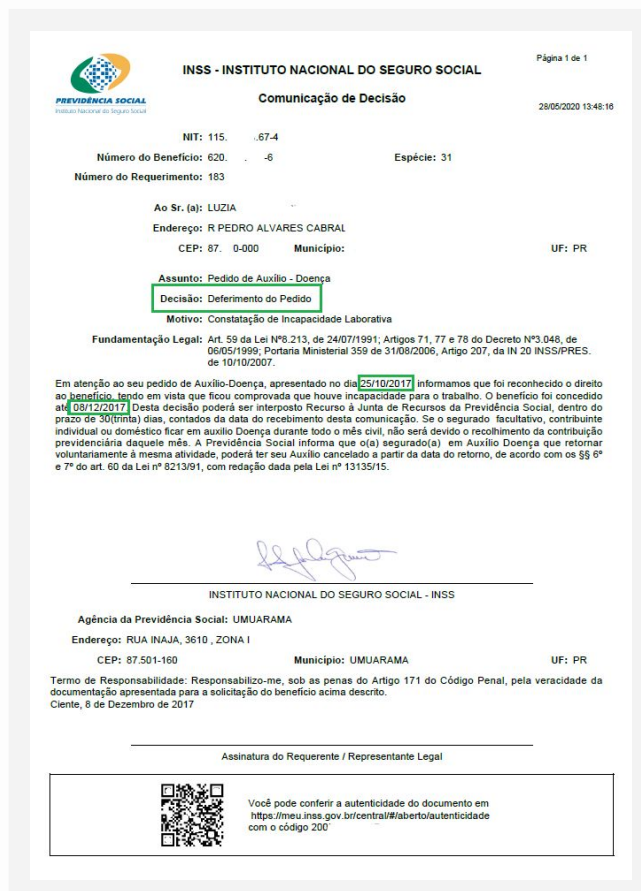 Página 1 de 1
INSS - INSTITUTO NACIONAL DO SEGURO SOCIAL
Comunicação de Decisão
28/05/2020 13:48:16
PREVIDÊNCIA SOCIAL
Instituto Nacional do Seguro Social
NIT: 115. .67-4
Número do Benefício: 620. . -6 Espécie: 31
Número do Requerimento: 183
Ao Sr. (a): LUZIA
Endereço: R PEDRO ALVARES CABRAL
CEP: 87. 0-000 Município: UF: PR
Assunto: Pedido de Auxílio - Doença
Decisão: Deferimento do Pedido
Motivo: Constatação de Incapacidade Laborativa
Fundamentação Legal: Art. 59 da Lei Nº8.213, de 24/07/1991; Artigos 71, 77 e 78 do Decreto Nº3.048, de
06/05/1999; Portaria Ministerial 359 de 31/08/2006, Artigo 207, da IN 20 INSS/PRES.
de 10/10/2007.
Em atenção ao seu pedido de Auxílio-Doença, apresentado no dia 25/10/2017 informamos que foi reconhecido o direito
ao benefício, tendo em vista que ficou comprovada que houve incapacidade para o trabalho. O benefício foi concedido
até 08/12/2017 Desta decisão poderá ser interposto Recurso à Junta de Recursos da Previdência Social, dentro do
prazo de 30(trinta) dias, contados da data do recebimento desta comunicação. Se o segurado facultativo, contribuinte
individual ou doméstico ficar em auxílio Doença durante todo o mês civil, não será devido o recolhimento da contribuição
previdenciária daquele mês. A Previdência Social informa que o(a) segurado(a) em Auxílio Doença que retornar
voluntariamente à mesma atividade, poderá ter seu Auxílio cancelado a partir da data do retorno, de acordo com os §§ 6º
e 7º do art. 60 da Lei nº 8213/91, com redação dada pela Lei nº 13135/15.
INSTITUTO NACIONAL DO SEGURO SOCIAL - INSS
Agência da Previdência Social: UMUARAMA
Endereço: RUA INAJA, 3610 , ZONA I
CEP: 87.501-160 Município: UMUARAMA UF: PR
Termo de Responsabilidade: Responsabilizo-me, sob as penas do Artigo 171 do Código Penal, pela veracidade da
documentação apresentada para a solicitação do benefício acima descrito.
Ciente, 8 de Dezembro de 2017
Assinatura do Requerente / Representante Legal
Você pode conferir a autenticidade do documento em
https://meu.inss.gov.br/central/#/aberto/autenticidade
com o código 200